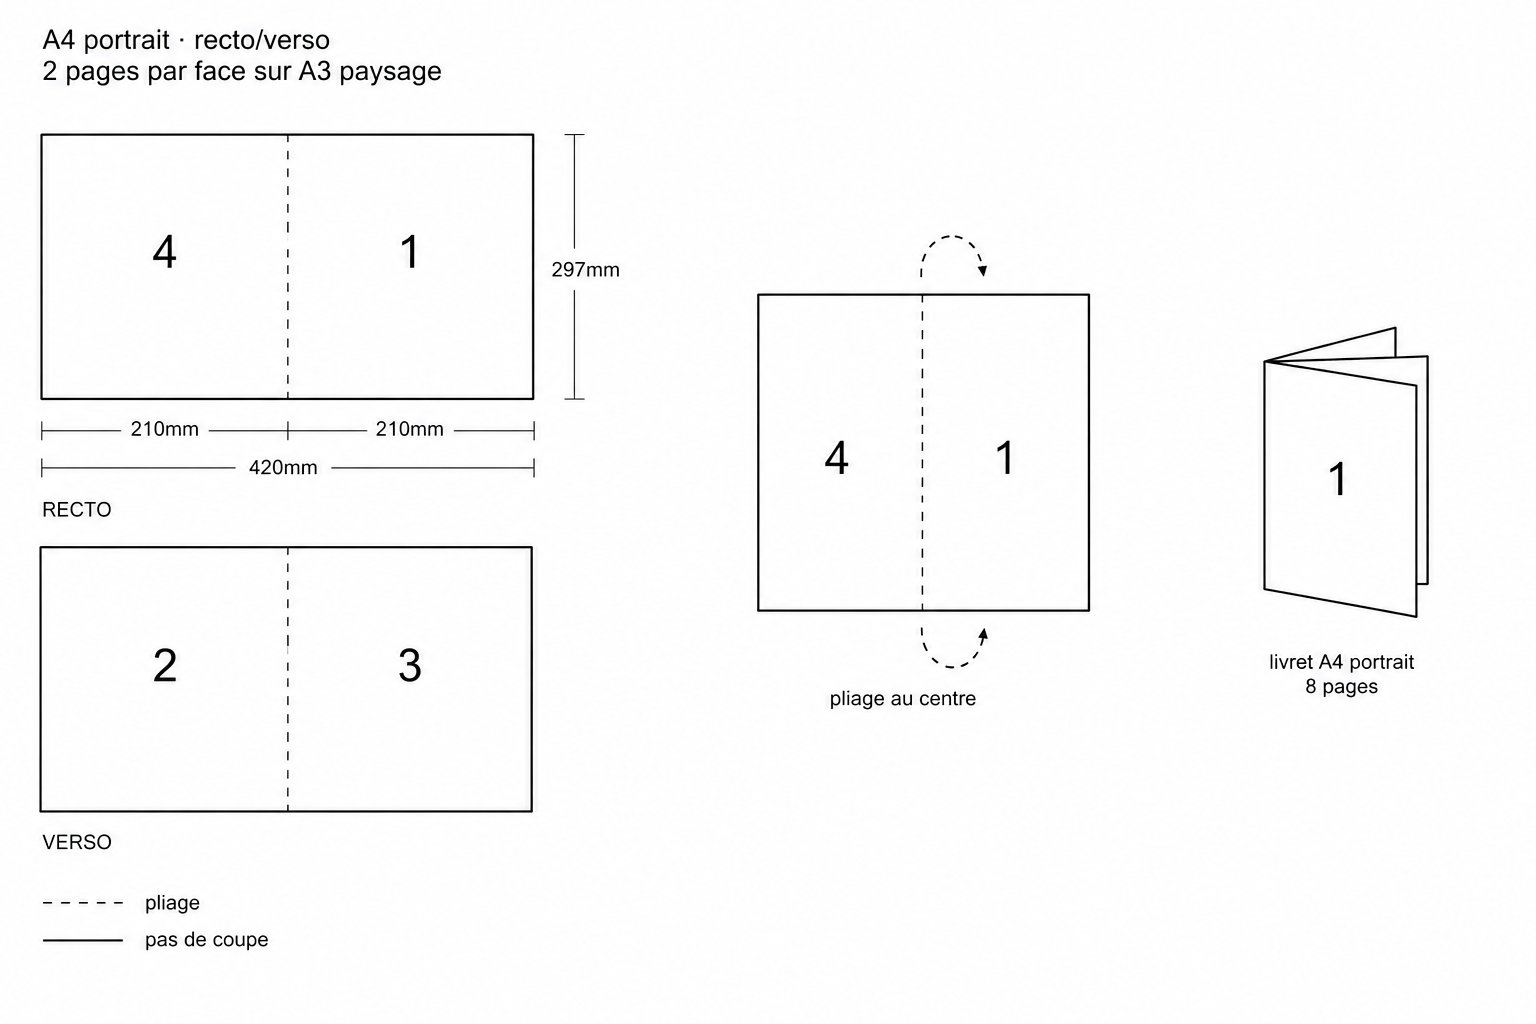 A4 portrait · recto/verso
2 pages par face sur A3 paysage
4
1
297mm
210mm
210mm
420mm
RECTO
2
3
VERSO
pliage
pas de coupe
4
1
pliage au centre
1
livret A4 portrait
8 pages